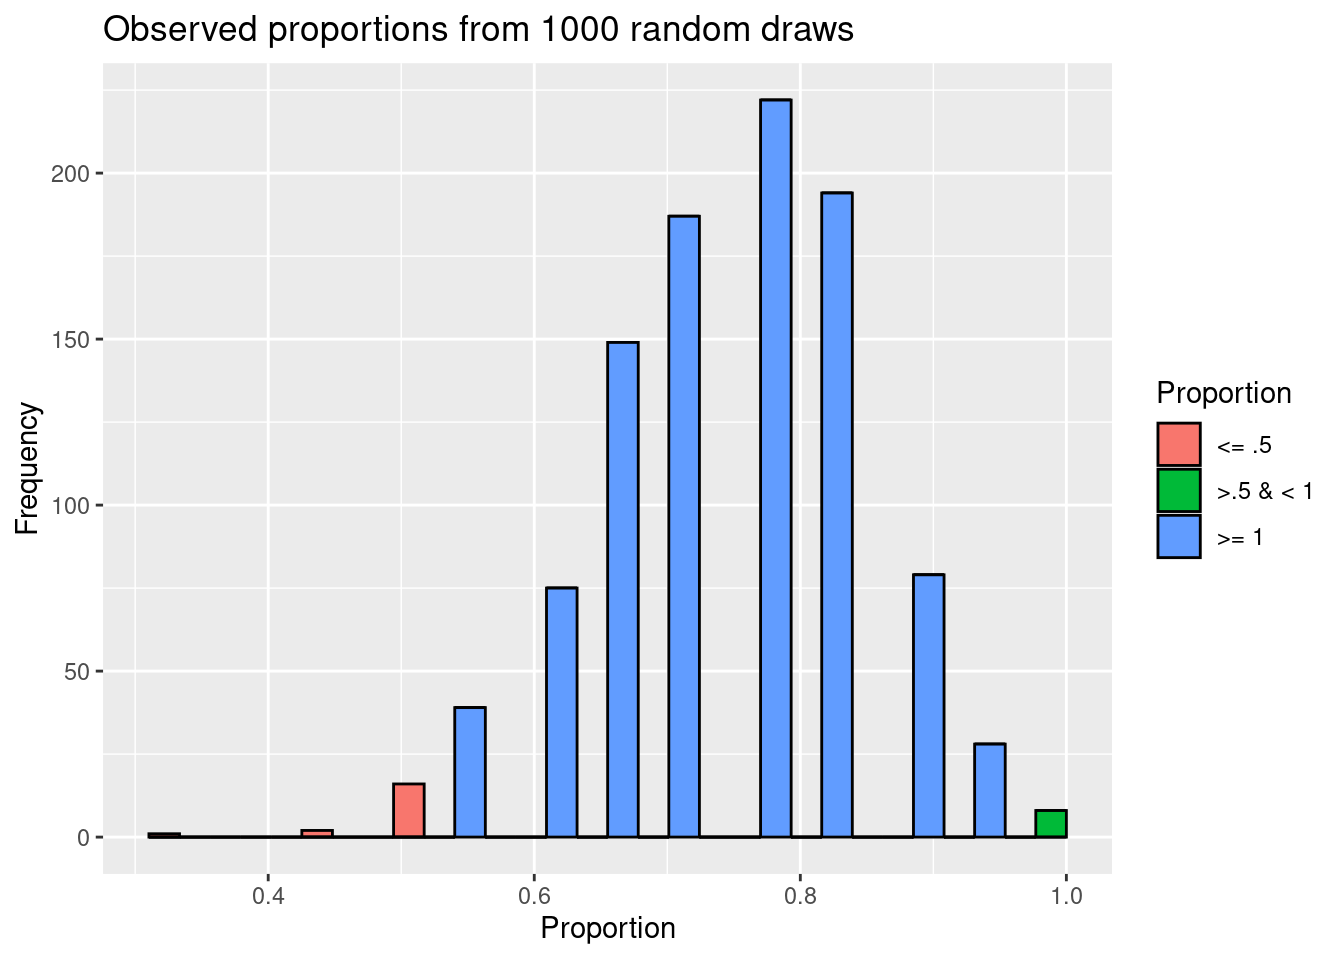 Observed proportions from 1000 random draws
200
150
100
50
0
Frequency
0.4 0.6 0.8 1.0
Proportion
Proportion
<= .5
>.5 & < 1
>= 1